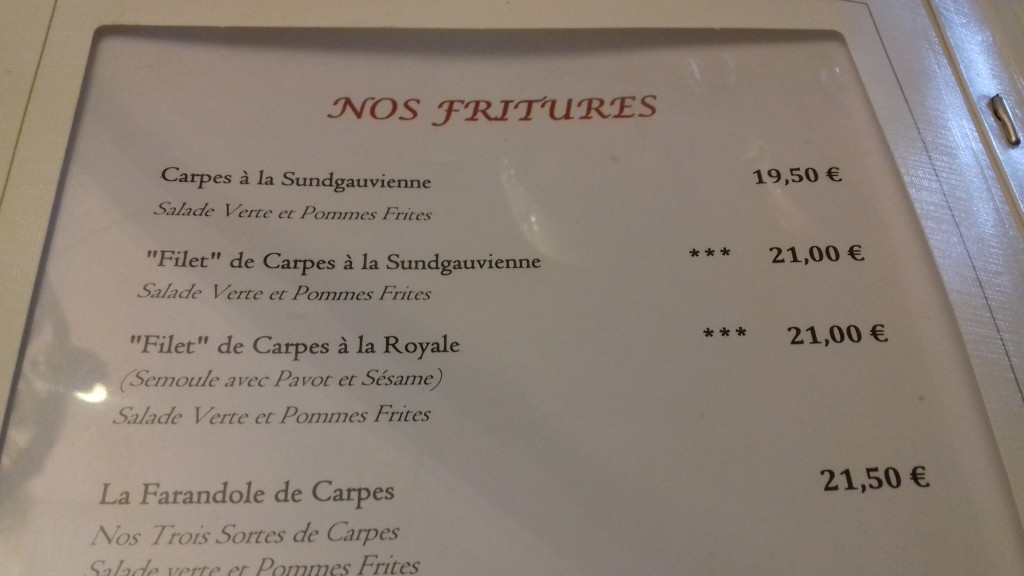 NOS FRITURES
Carpes à la Sundgauvienne 19,50 €
Salade Verte et Pommes Frites
"Filet" de Carpes à la Sundgauvienne *** 21,00 €
Salade Verte et Pommes Frites
"Filet" de Carpes à la Royale *** 21,00 €
(Semoule avec Pavot et Sésame)
Salade Verte et Pommes Frites
La Farandole de Carpes 21,50 €
Nos Trois Sortes de Carpes
Salade verte et Pommes Frites